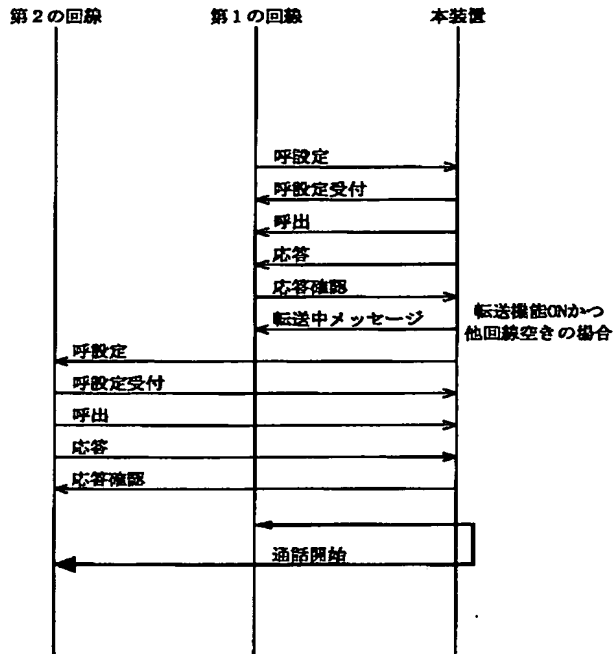 第2の回線 第1の回線 本装置
呼設定
呼設定受付
呼出
応答
応答確認
転送中メッセージ
転送機能ONかつ
他回線空きの場合
呼設定
呼設定受付
呼出
応答
応答確認
通話開始